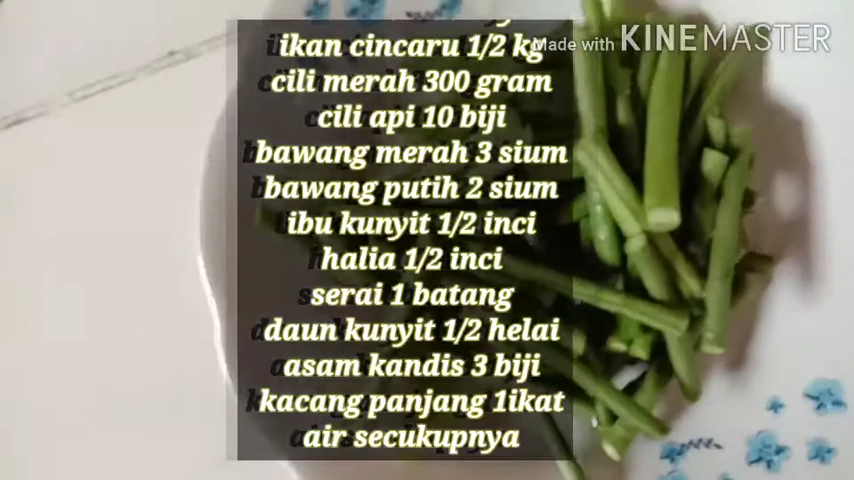 Made with KINEMASTER
ikan cincaru 1/2 kg
cili merah 300 gram
cili api 10 biji
bawang merah 3 sium
bawang putih 2 sium
ibu kunyit 1/2 inci
halia 1/2 inci
serai 1 batang
daun kunyit 1/2 helai
asam kandis 3 biji
kacang panjang 1ikat
air secukupnya